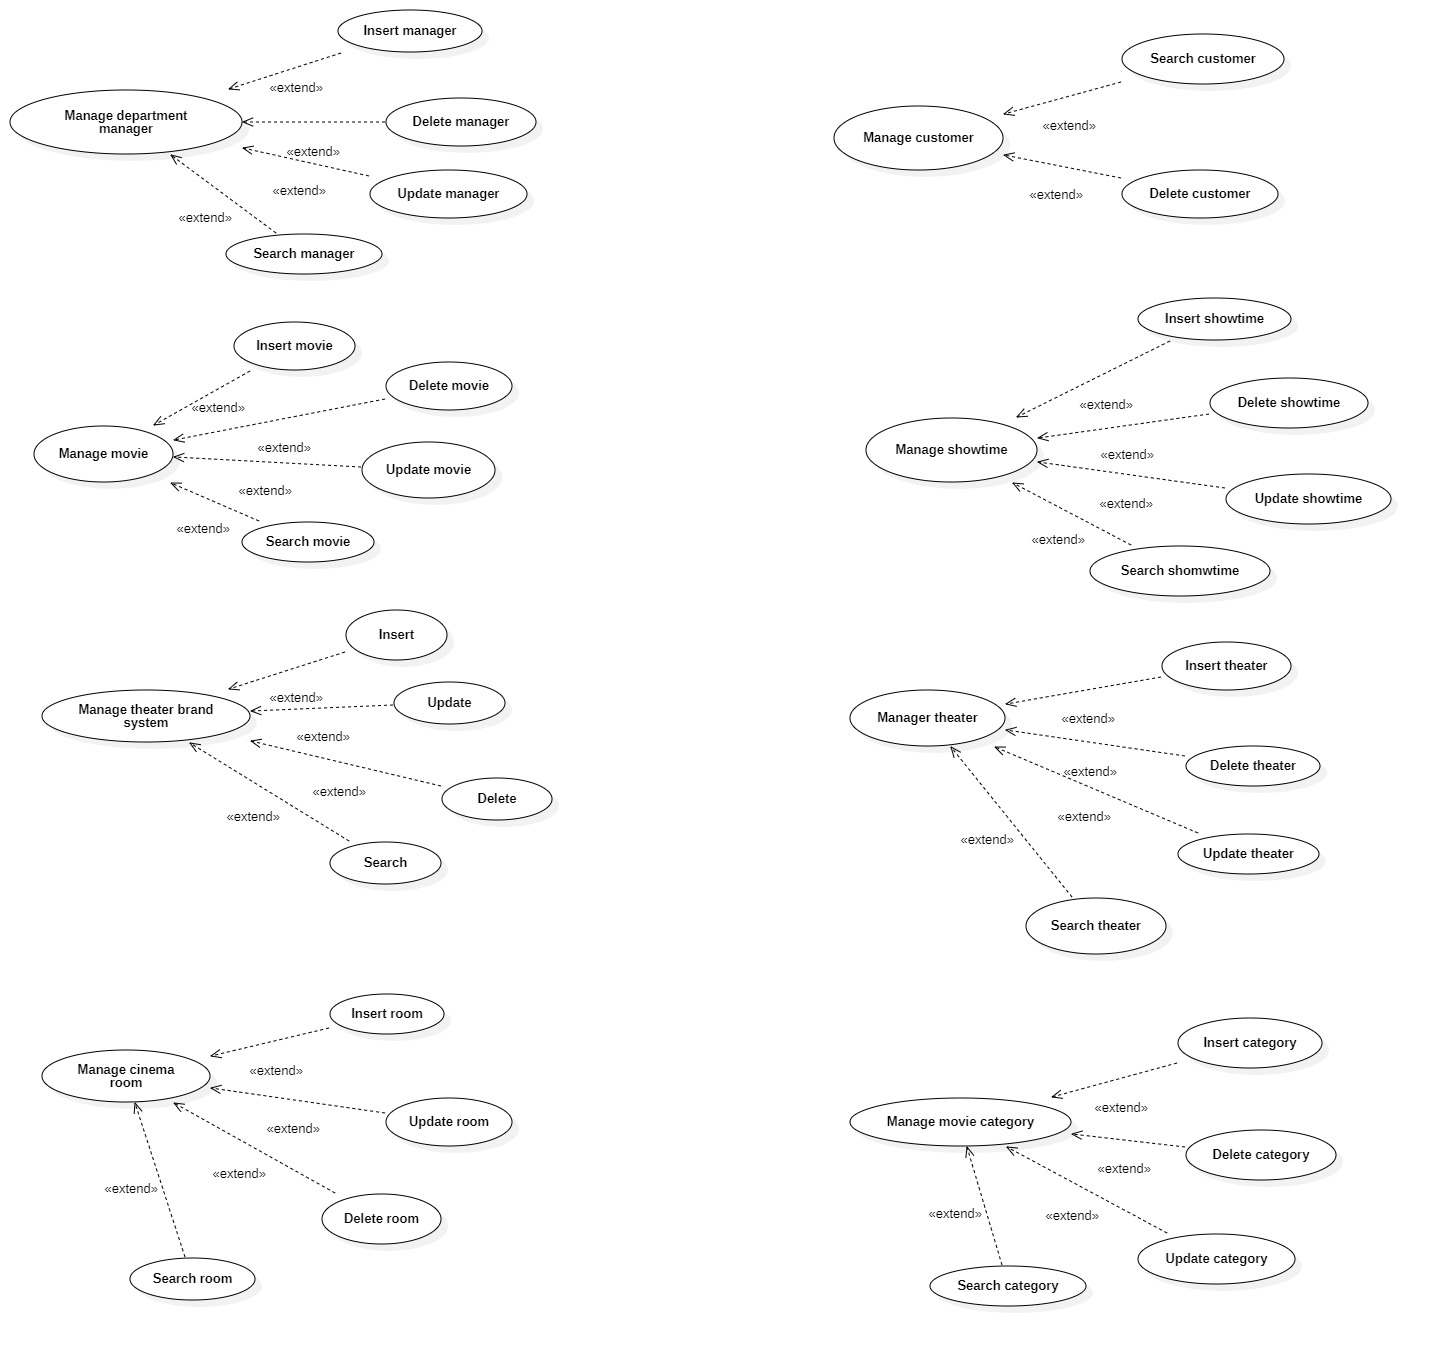 Insert manager
«extend»
Manage department
manager
Delete manager
«extend»
Update manager
«extend»
«extend»
Search manager
Search customer
Manage customer
«extend»
Delete customer
«extend»
Insert movie
Delete movie
«extend»
Manage movie
«extend»
Update movie
«extend»
«extend»
Search movie
Insert showtime
Delete showtime
«extend»
Manage showtime
«extend»
Update showtime
«extend»
«extend»
Search shomwtime
Insert
«extend»
Update
Manage theater brand
system
«extend»
Delete
«extend»
«extend»
Search
Insert theater
Manager theater
«extend»
Delete theater
«extend»
«extend»
Update theater
«extend»
Search theater
Insert room
Manage cinema
room
«extend»
Update room
«extend»
«extend»
«extend»
Delete room
Search room
Insert category
«extend»
Manage movie category
Delete category
«extend»
«extend»
«extend»
Update category
Search category